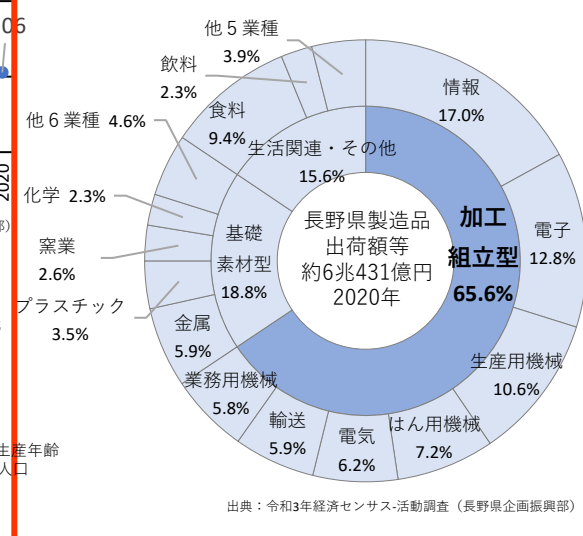 06
2020
部)
生産年齢
人口
他５業種
3.9%
飲料
2.3%
食料
9.4%
他６業種 4.6%
化学 2.3%
窯業
2.6%
プラスチック
3.5%
金属
5.9%
業務用機械
5.8%
輸送
5.9%
電気
6.2%
はん用機械
7.2%
生産用機械
10.6%
電子
12.8%
情報
17.0%
生活関連・その他
15.6%
基礎
素材型
18.8%
加工
組立型
65.6%
長野県製造品
出荷額等
約6兆431億円
2020年
出典：令和3年経済センサス-活動調査（長野県企画振興部）